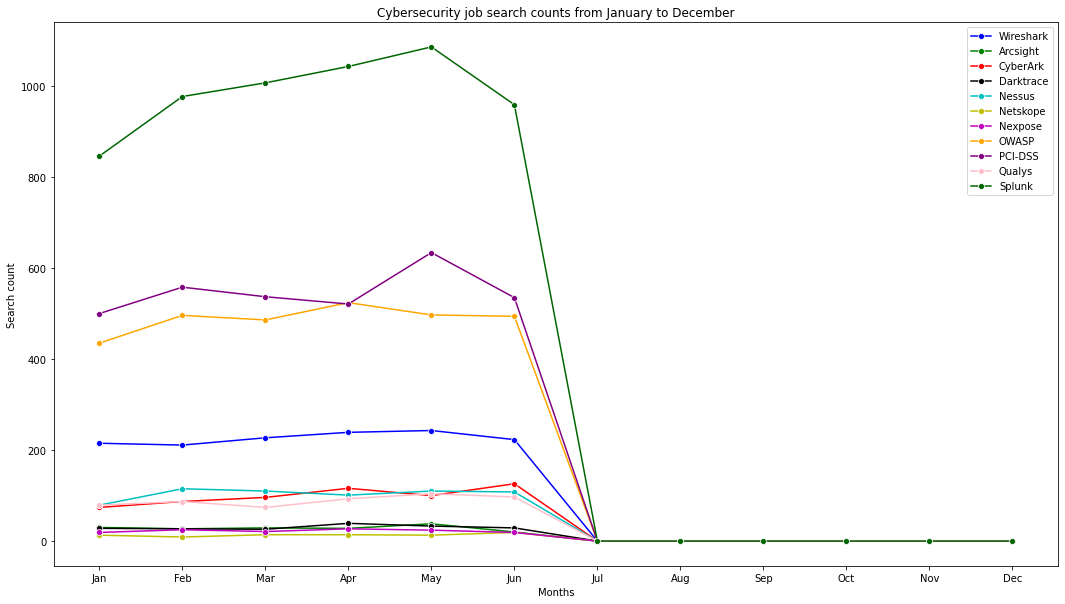 Cybersecurity job search counts from January to December
Wireshark
Arcsight
CyberArk
Darktrace
Nessus
Netskope
Nexpose
OWASP
PCI-DSS
Qualys
Splunk
1000
800
600
400
200
0
Search count
Jan Feb Mar Apr May Jun Jul Aug Sep Oct Nov Dec
Months